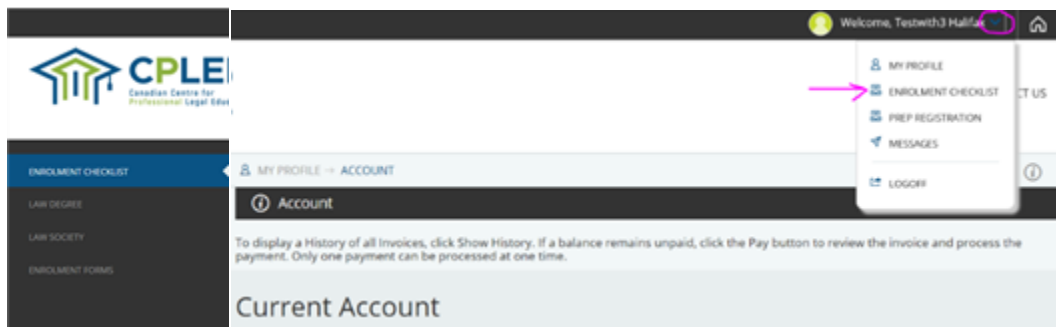 Welcome, Testwith3 Halifax
CPLE
Canadian Centre for
Professional Legal Edu
MY PROFILE
ENROLMENT CHECKLIST
CT US
PREP REGISTRATION
MESSAGES
LOGOFF
ENROLMENT CHECKLIST
LAW DEGREE
LAW SOCIETY
ENROLMENT FORMS
MY PROFILE → ACCOUNT
Account
To display a History of all Invoices, click Show History. If a balance remains unpaid, click the Pay button to review the invoice and process the
payment. Only one payment can be processed at one time.
Current Account